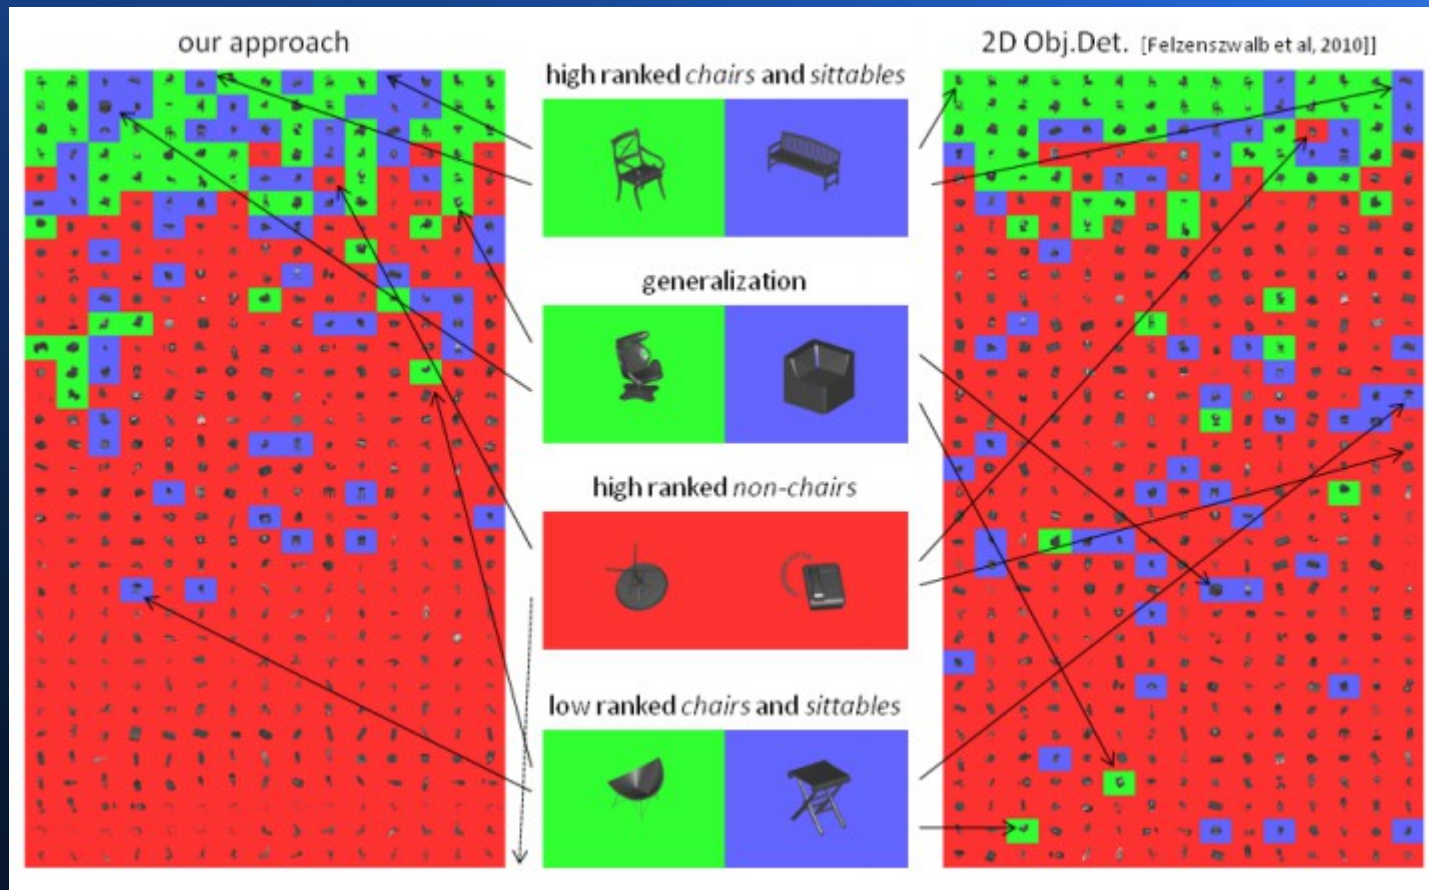 our approach
2D Obj.Det. [Felzenszwalb et al, 2010]]
high ranked chairs and sittables
generalization
high ranked non-chairs
low ranked chairs and sittables